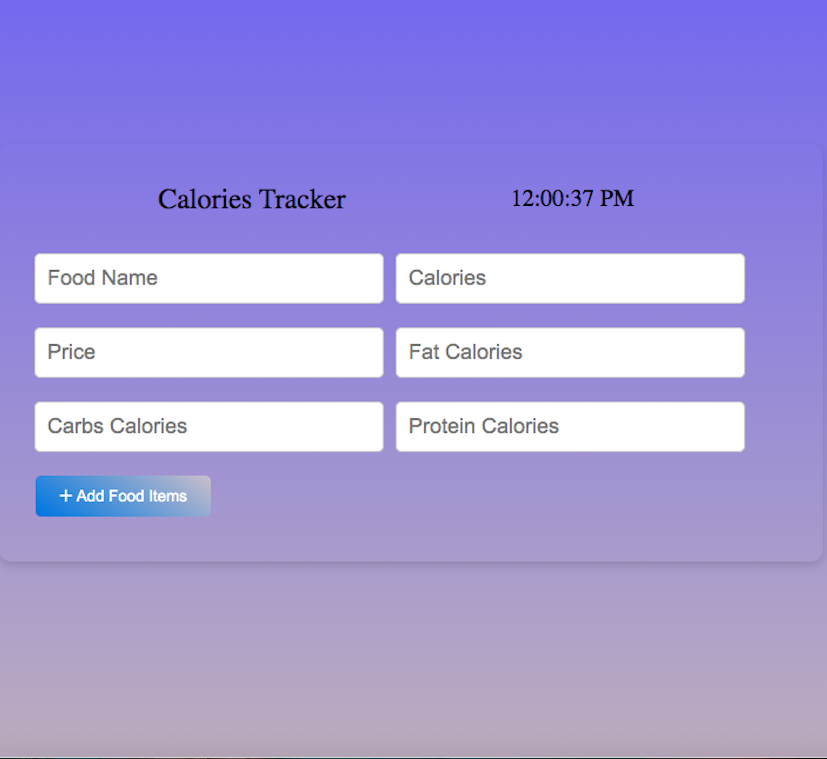 Calories Tracker 12:00:37 PM
Food Name Calories
Price Fat Calories
Carbs Calories Protein Calories
+ Add Food Items